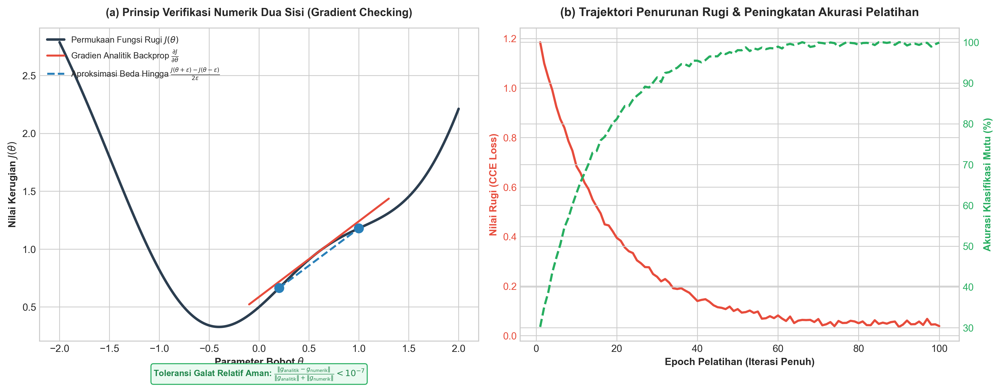 (a) Prinsip Verifikasi Numerik Dua Sisi (Gradient Checking)
Permukaan Fungsi Rugi J(θ)
Gradien Analitik Backprop ∂J/∂θ
Aproksimasi Beda Hingga (J(θ + ε) − J(θ − ε))/2ε
Nilai Kerugian J(θ)
2.5
2.0
1.5
1.0
0.5
−2.0 −1.5 −1.0 −0.5 0.0 0.5 1.0 1.5 2.0
Parameter Bobot θ
Toleransi Galat Relatif Aman: ‖g_analitik − g_numerik‖/(‖g_analitik‖ + ‖g_numerik‖) < 10^−7
(b) Trajektori Penurunan Rugi & Peningkatan Akurasi Pelatihan
Nilai Rugi (CCE Loss)
1.2
1.0
0.8
0.6
0.4
0.2
0.0
0 20 40 60 80 100
Epoch Pelatihan (Iterasi Penuh)
100
90
80
70
60
50
40
30
Akurasi Klasifikasi Mutu (%)